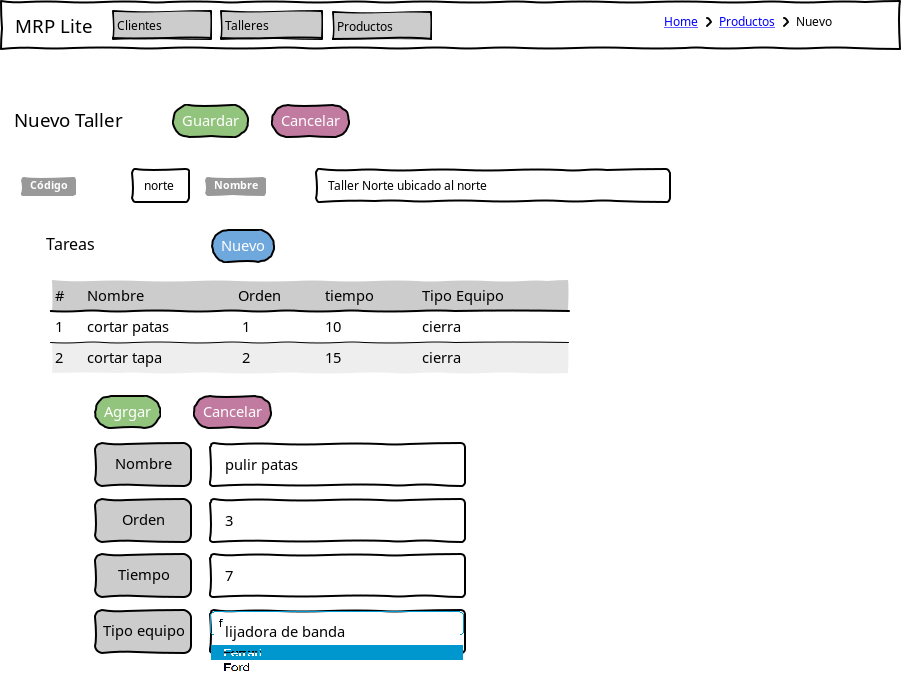 MRP Lite Clientes Talleres Productos Home Productos Nuevo
Nuevo Taller Guardar Cancelar
Código norte Nombre Taller Norte ubicado al norte
Tareas Nuevo
# Nombre Orden tiempo Tipo Equipo
1 cortar patas 1 10 cierra
2 cortar tapa 2 15 cierra
Agrgar Cancelar
Nombre pulir patas
Orden 3
Tiempo 7
f
Tipo equipo lijadora de banda
Ferrari
Ford